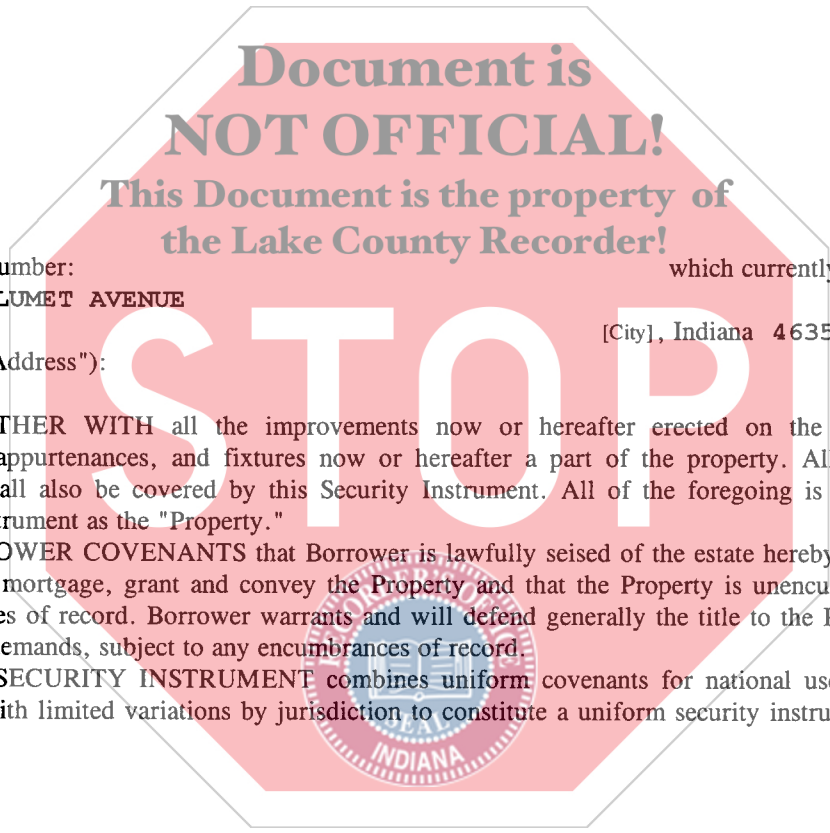 Document is
NOT OFFICIAL!
This Document is the property of
the Lake County Recorder!
umber: which currently
LUMET AVENUE
[City], Indiana 4635
Address"):
STOP
THER WITH all the improvements now or hereafter erected on the
appurtenances, and fixtures now or hereafter a part of the property. Al
all also be covered by this Security Instrument. All of the foregoing is
trument as the "Property."
OWER COVENANTS that Borrower is lawfully seised of the estate hereby
mortgage, grant and convey the Property and that the Property is unencu
es of record. Borrower warrants and will defend generally the title to the P
emands, subject to any encumbrances of record.
SECURITY INSTRUMENT combines uniform covenants for national use
ith limited variations by jurisdiction to constitute a uniform security instru
RECORDER'S OFFICE
SEAL
INDIANA